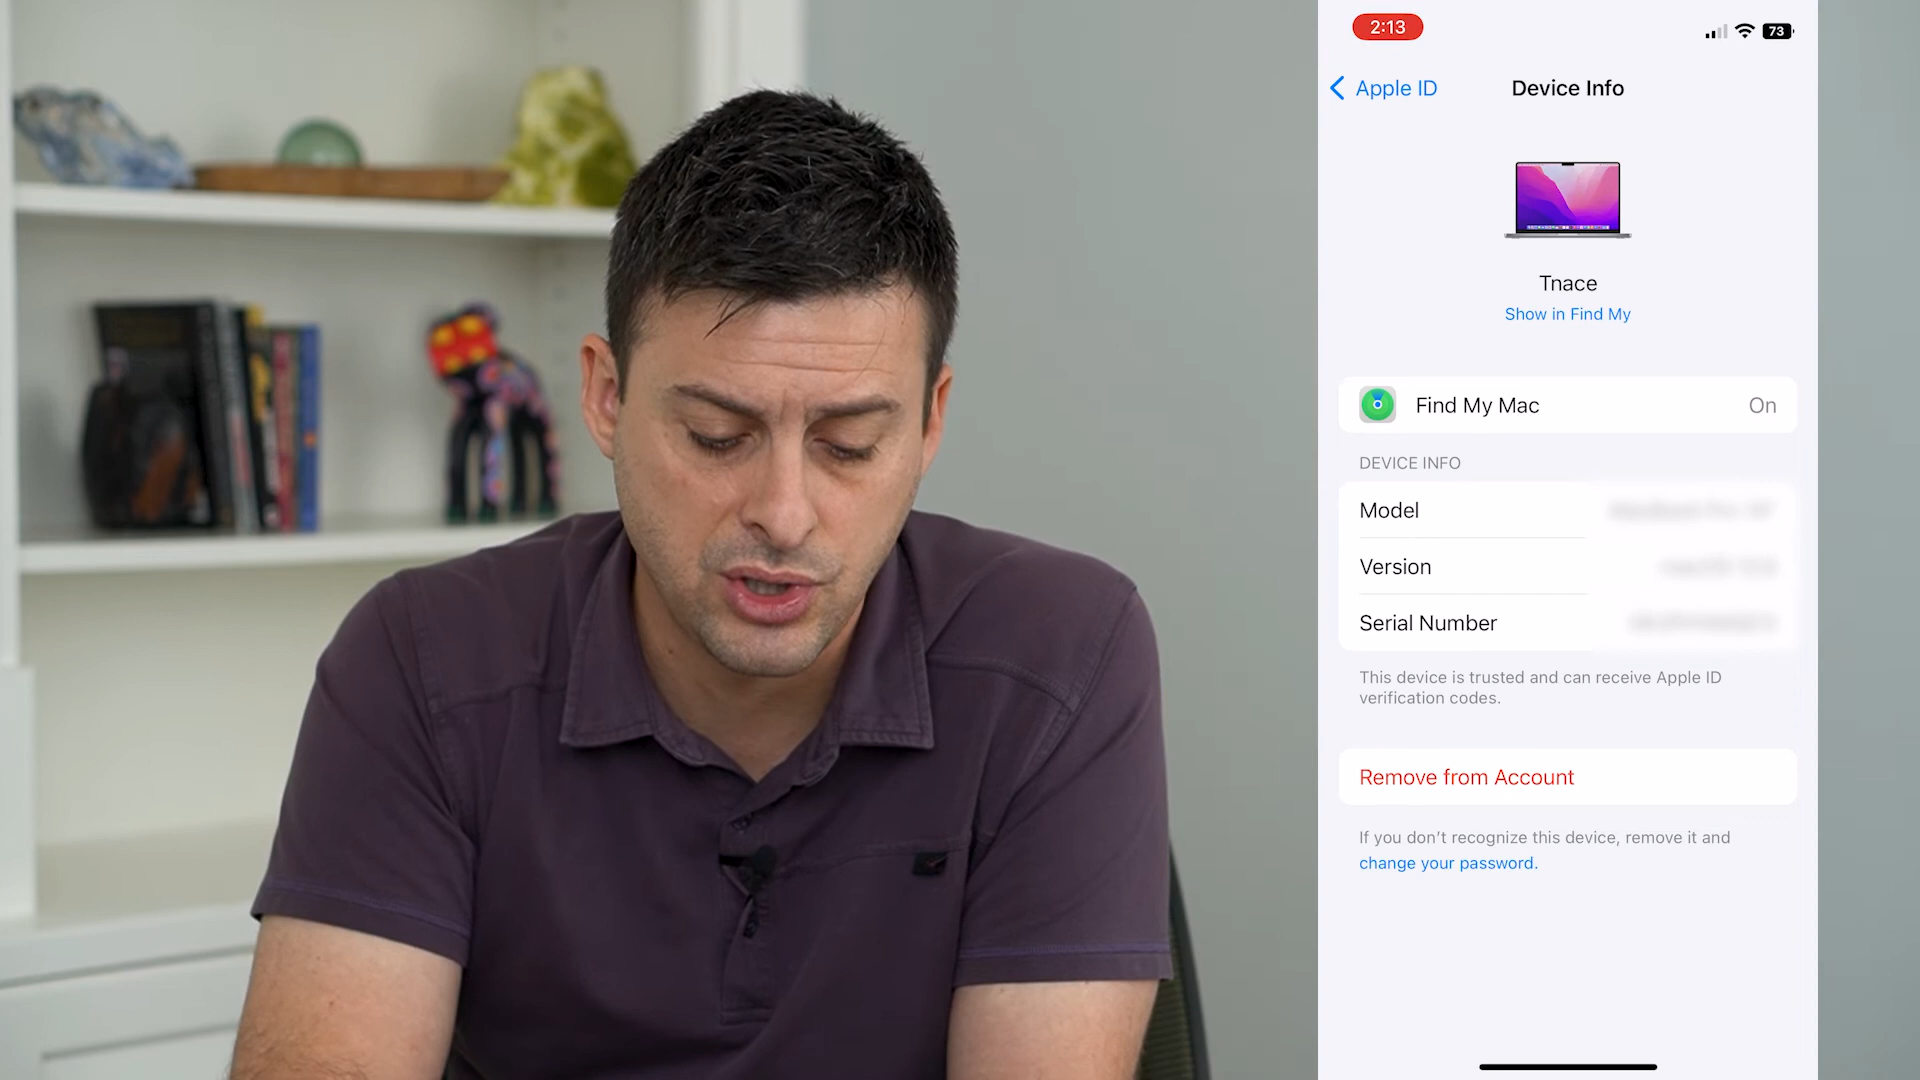 2:13
73
Apple ID
Device Info
Tnace
Show in Find My
Find My Mac
On
DEVICE INFO
Model
Version
Serial Number
This device is trusted and can receive Apple ID
verification codes.
Remove from Account
If you don't recognize this device, remove it and
change your password.